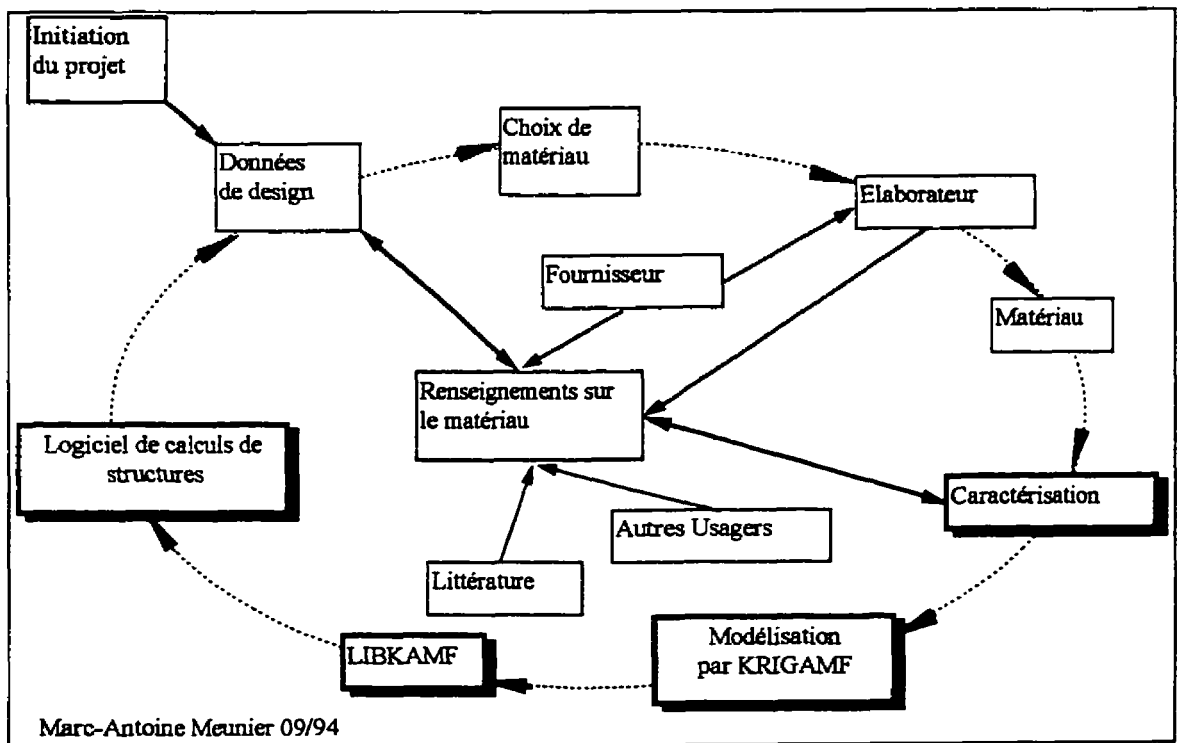 Initiation
du projet
Données
de design
Choix de
matériau
Elaborateur
Fournisseur
Matériau
Renseignements sur
le matériau
Logiciel de calculs de
structures
Caractérisation
Autres Usagers
Littérature
Modélisation
par KRIGAMF
LIBKAMF
Marc-Antoine Meunier 09/94